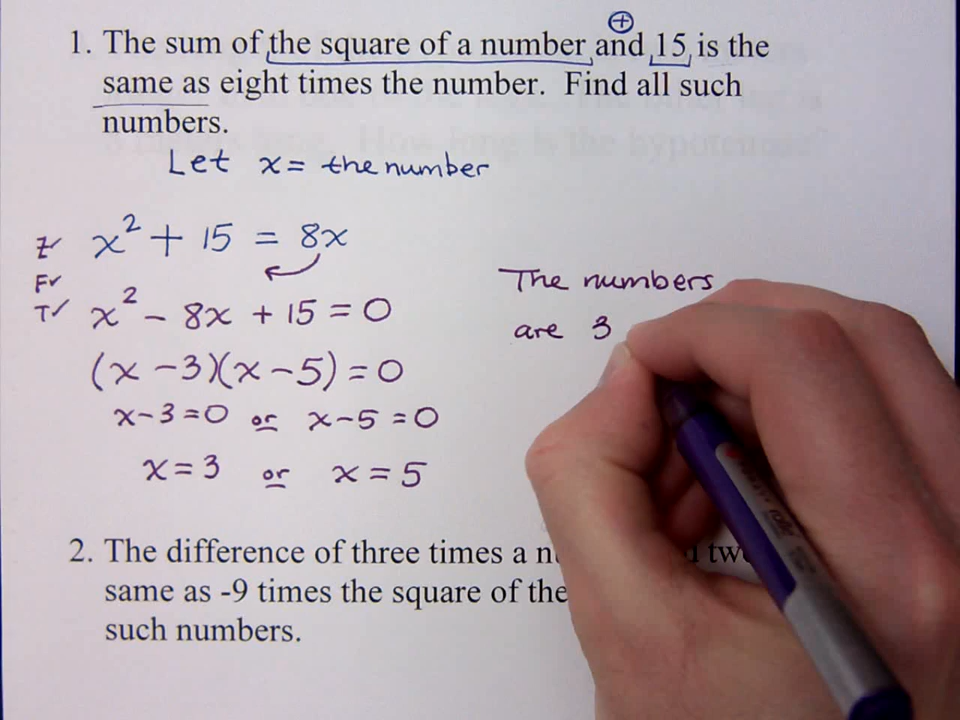 ⊕
1. The sum of the square of a number and 15 is the
same as eight times the number. Find all such
numbers.
Let x = the number
Z✓ x² + 15 = 8x
F✓
T✓ x² - 8x + 15 = 0
(x - 3)(x - 5) = 0
x - 3 = 0 or x - 5 = 0
x = 3 or x = 5
The numbers
are 3
2. The difference of three times a
same as -9 times the square of the
such numbers.